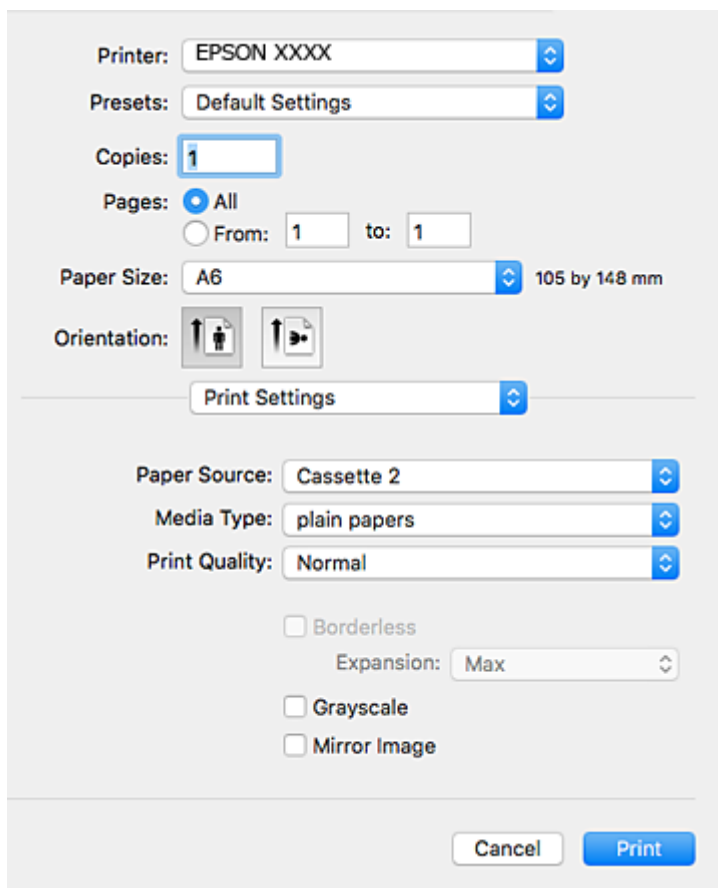 Printer: EPSON XXXX
Presets: Default Settings
Copies: 1
Pages: All
From: 1 to: 1
Paper Size: A6 105 by 148 mm
Orientation:
Print Settings
Paper Source: Cassette 2
Media Type: plain papers
Print Quality: Normal
Borderless
Expansion: Max
Grayscale
Mirror Image
Cancel Print